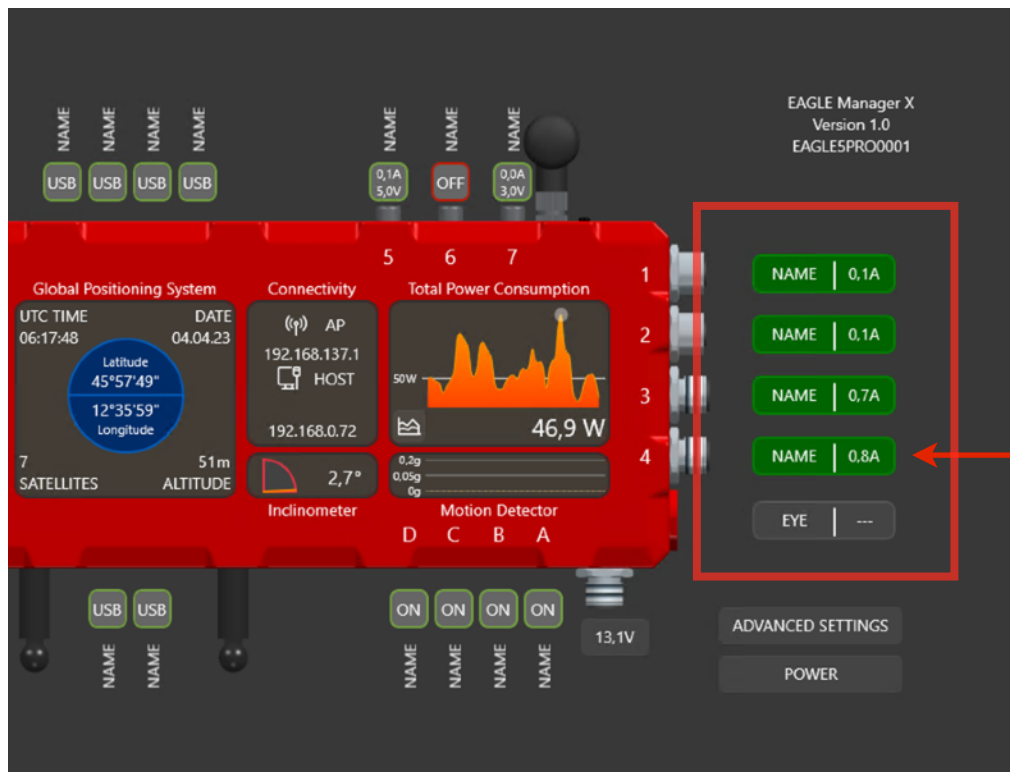 EAGLE Manager X
Version 1.0
EAGLE5PRO0001
NAME NAME NAME NAME
USB USB USB USB
NAME NAME NAME
0,1A
5,0V
OFF
0,0A
3,0V
5 6 7
Global Positioning System
UTC TIME DATE
06:17:48 04.04.23
Latitude
45°57'49"
12°35'59"
Longitude
7 51m
SATELLITES ALTITUDE
Connectivity
AP
192.168.137.1
HOST
192.168.0.72
2,7°
Inclinometer
Total Power Consumption
50W
46,9 W
0,2g
0,05g
0g
Motion Detector
D C B A
1
2
3
4
NAME 0,1A
NAME 0,1A
NAME 0,7A
NAME 0,8A
EYE ---
USB USB
NAME NAME
ON ON ON ON
NAME NAME NAME NAME
13,1V
ADVANCED SETTINGS
POWER